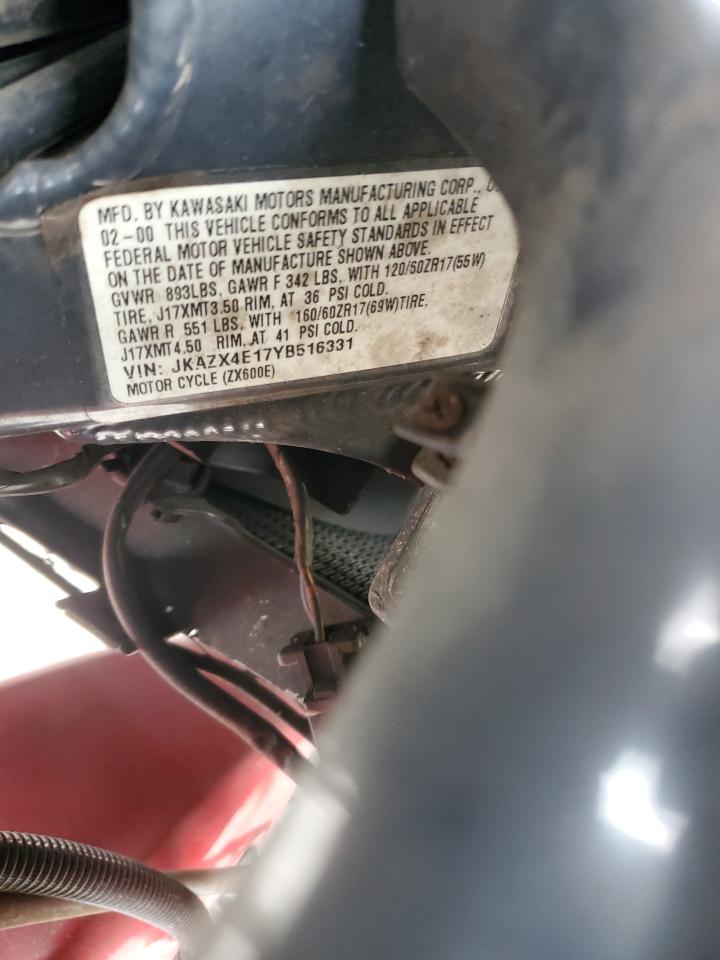 MFD. BY KAWASAKI MOTORS MANUFACTURING CORP.,
02-00 THIS VEHICLE CONFORMS TO ALL APPLICABLE
FEDERAL MOTOR VEHICLE SAFETY STANDARDS IN EFFECT
ON THE DATE OF MANUFACTURE SHOWN ABOVE.
GVWR 893LBS, GAWR F 342 LBS, WITH 120/60ZR17(55W)
TIRE, J17XMT3.50 RIM, AT 36 PSI COLD.
GAWR R 551 LBS, WITH 160/60ZR17(69W)TIRE,
J17XMT4.50 RIM, AT 41 PSI COLD.
VIN: JKAZX4E17YB516331
MOTOR CYCLE (ZX600E)